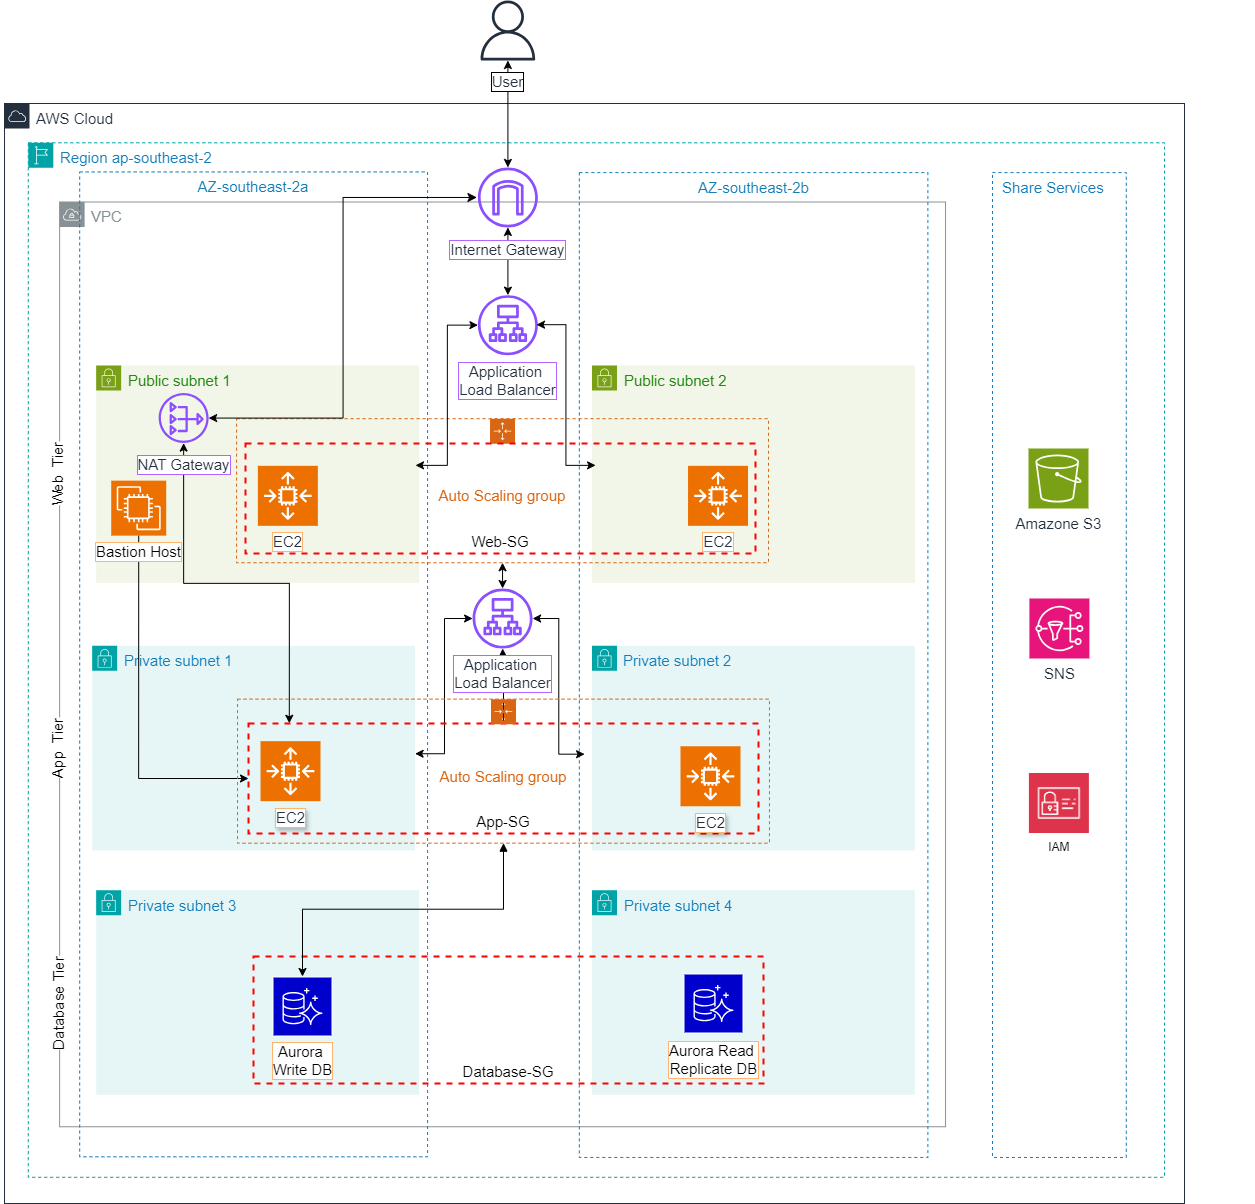 User
AWS Cloud
Region ap-southeast-2
AZ-southeast-2a
AZ-southeast-2b
Share Services
VPC
Internet Gateway
Application
Load Balancer
Public subnet 1
Public subnet 2
NAT Gateway
Web Tier
Auto Scaling group
Bastion Host
EC2
Web-SG
EC2
Amazone S3
Application
Load Balancer
Private subnet 1
Private subnet 2
SNS
App Tier
Auto Scaling group
EC2
App-SG
EC2
IAM
Private subnet 3
Private subnet 4
Database Tier
Aurora
Write DB
Database-SG
Aurora Read
Replicate DB